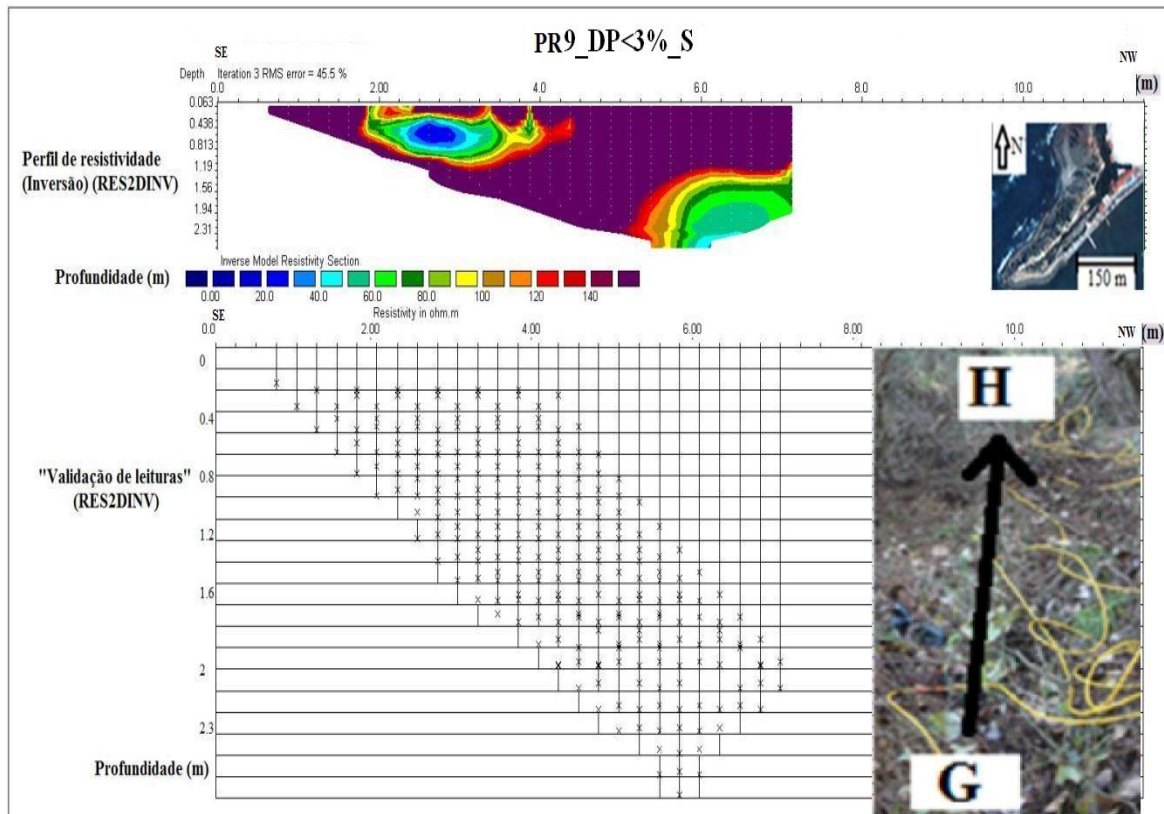 PR9_DP<3%_S
SE
NW
Depth Iteration 3 RMS error = 45.5 %
0.0 2.00 4.0 6.0 8.00 10.0 (m)
0.063
0.438
0.813
1.19
1.56
1.94
2.31
Perfil de resistividade
(Inversão) (RES2DINV)
N
150 m
Inverse Model Resistivity Section
Profundidade (m)
0.00 20.0 40.0 60.0 80.0 100 120 140
Resistivity in ohm.m
SE
NW
0.0 2.00 4.00 6.00 8.00 10.0 (m)
0
0.4
0.8
1.2
1.6
2
2.3
"Validação de leituras"
(RES2DINV)
Profundidade (m)
H
G